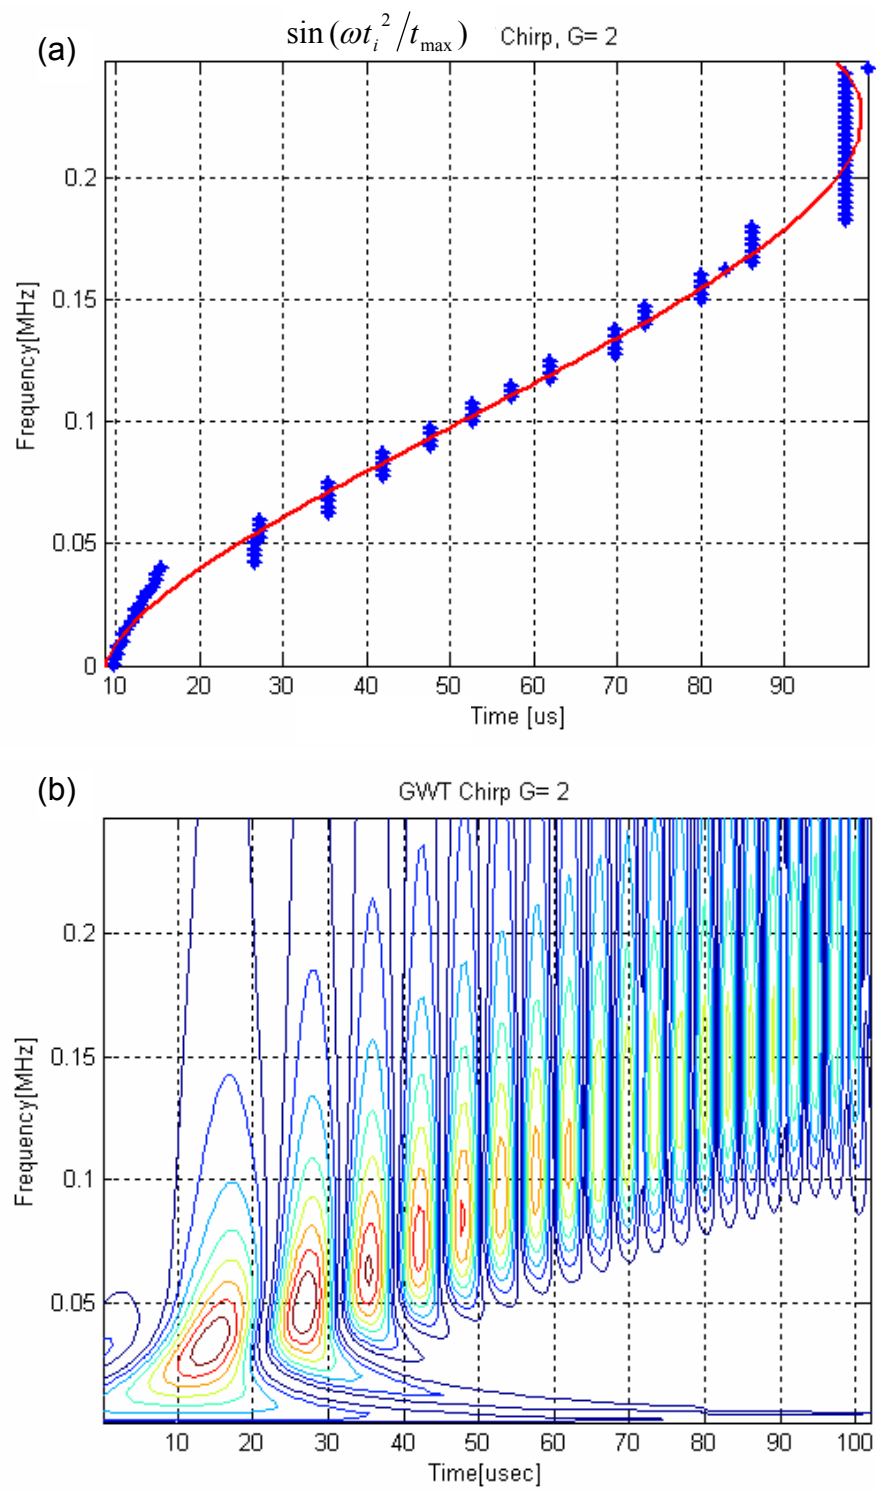 (a) sin (ωtᵢ²/t_max) Chirp, G= 2
0.2
0.15
0.1
0.05
0
Frequency[MHz]
10 20 30 40 50 60 70 80 90
Time [us]
(b) GWT Chirp G= 2
0.2
0.15
0.1
0.05
Frequency[MHz]
10 20 30 40 50 60 70 80 90 100
Time[usec]